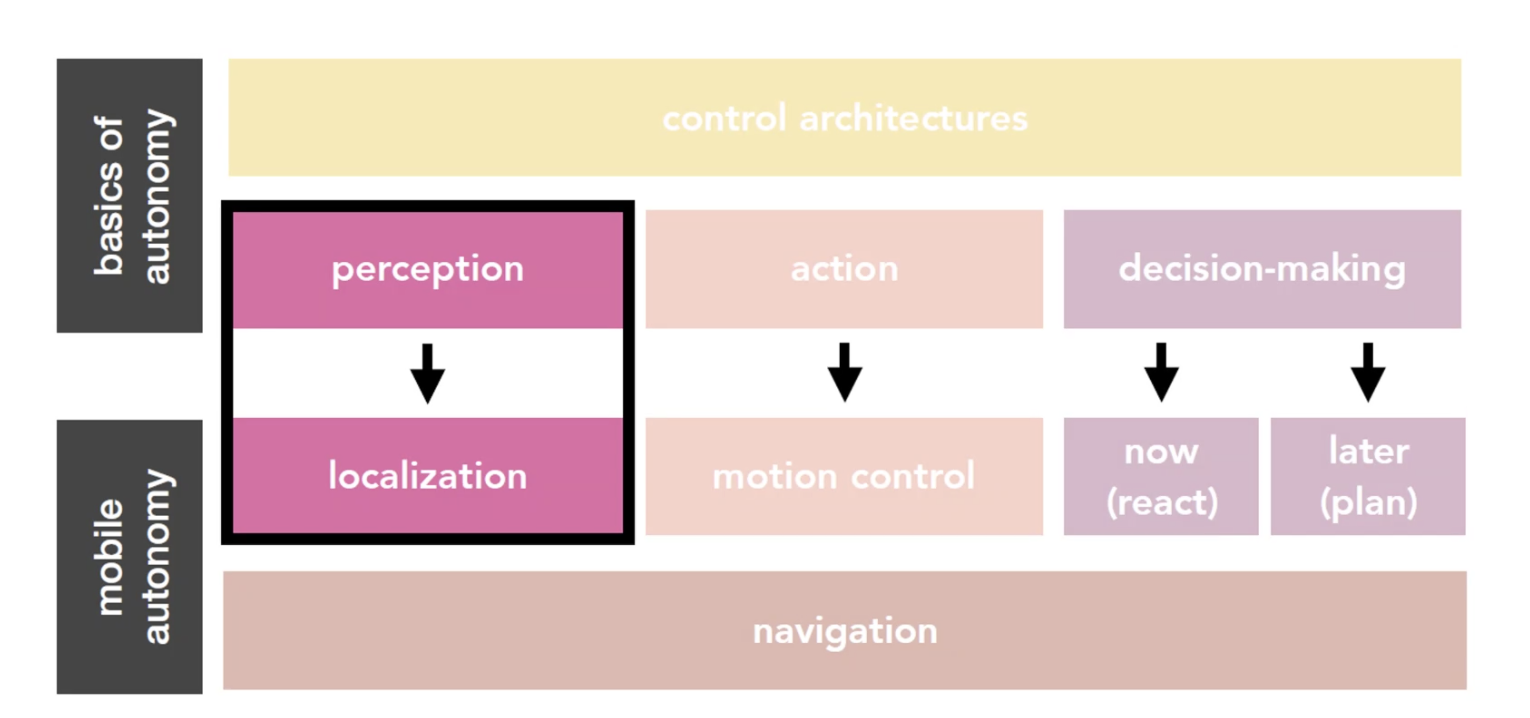 basics of
autonomy
control architectures
perception
action
decision-making
mobile
autonomy
localization
motion control
now
(react)
later
(plan)
navigation